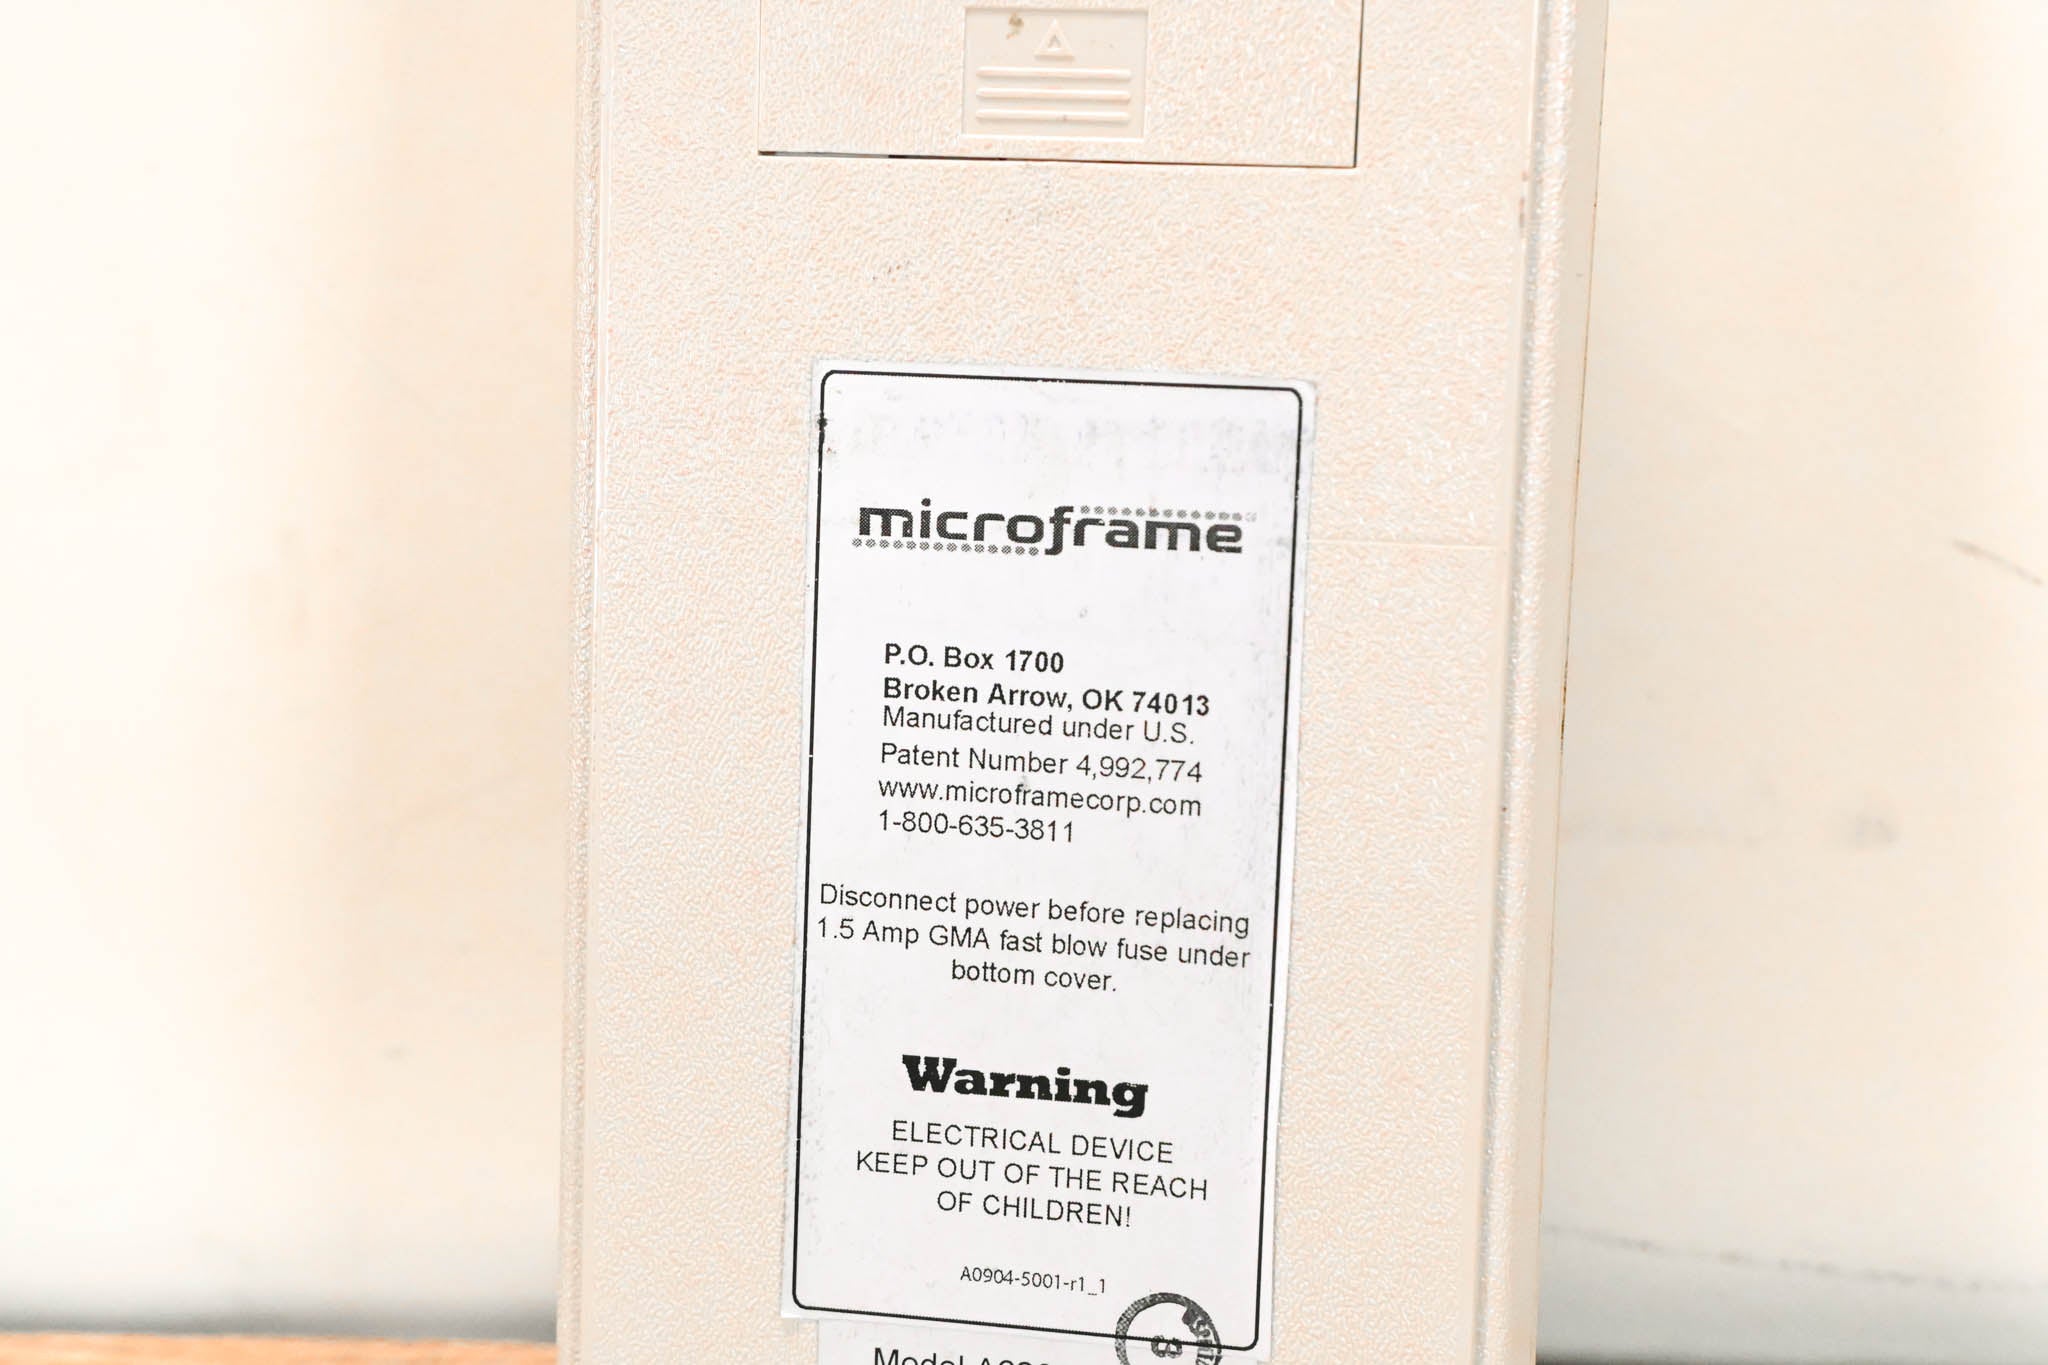 microframe
P.O. Box 1700
Broken Arrow, OK 74013
Manufactured under U.S.
Patent Number 4,992,774
www.microframecorp.com
1-800-635-3811
Disconnect power before replacing
1.5 Amp GMA fast blow fuse under
bottom cover.
Warning
ELECTRICAL DEVICE
KEEP OUT OF THE REACH
OF CHILDREN!
A0904-5001-r1_1
8
Model